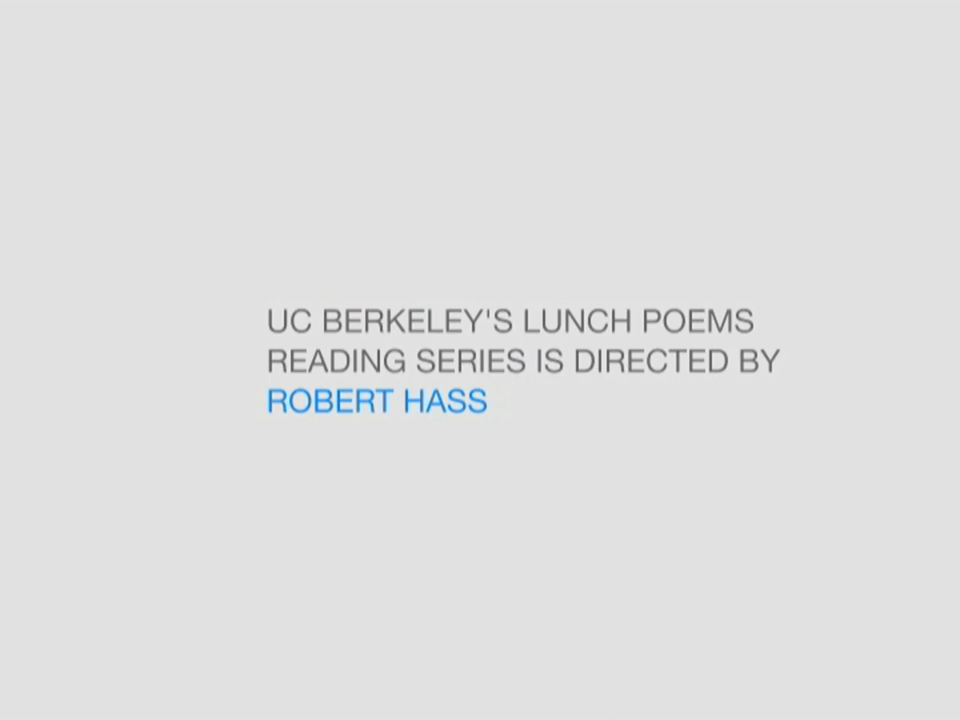 UC BERKELEY'S LUNCH POEMS
READING SERIES IS DIRECTED BY
ROBERT HASS